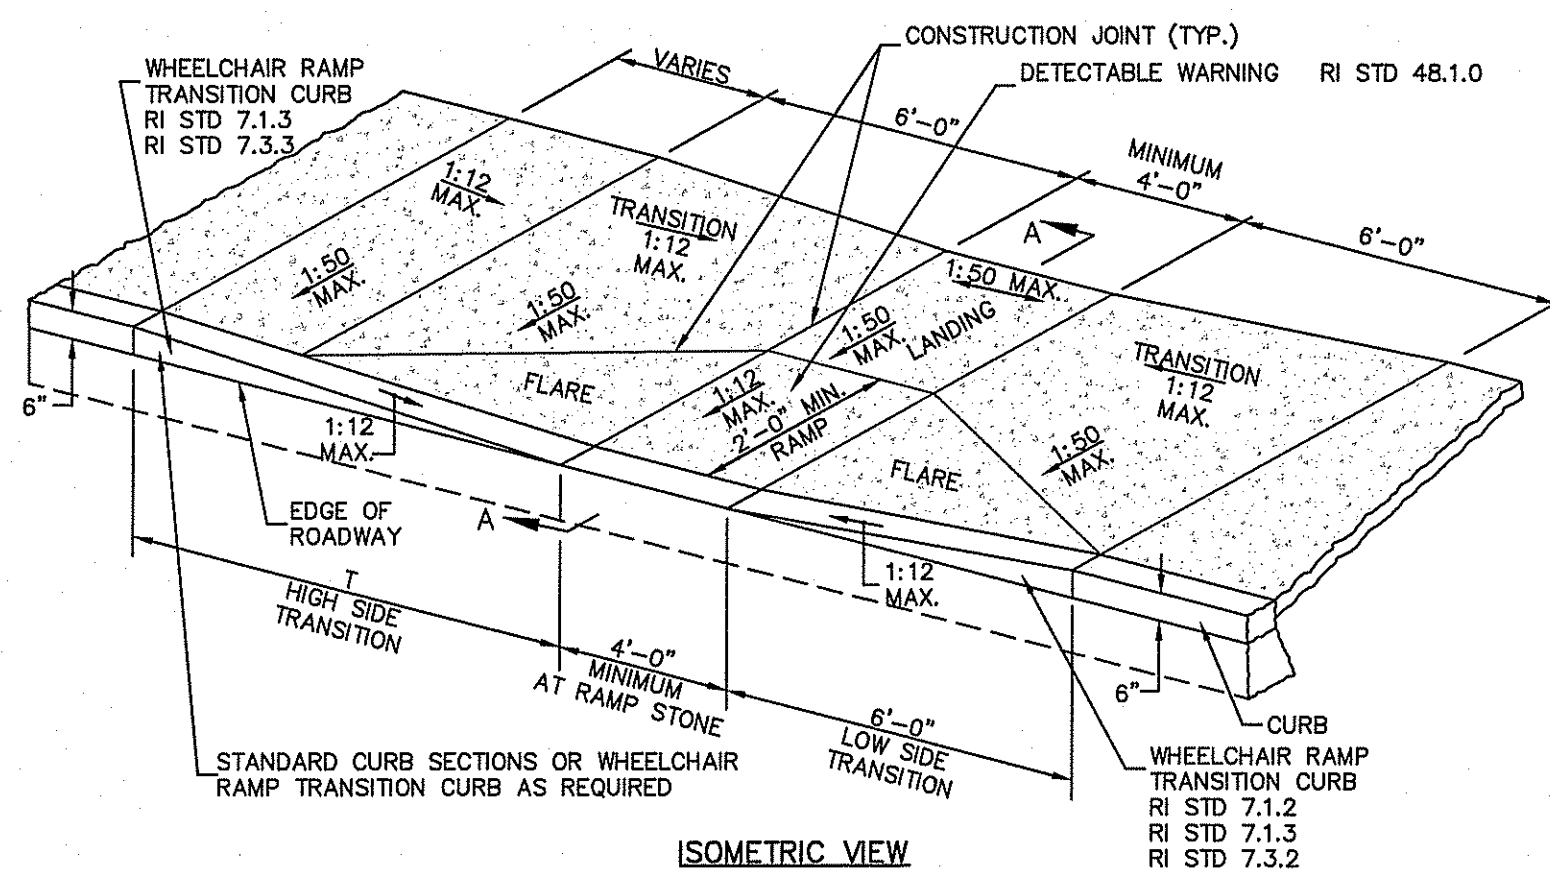 CONSTRUCTION JOINT (TYP.)
DETECTABLE WARNING RI STD 48.1.0
WHEELCHAIR RAMP
TRANSITION CURB
RI STD 7.1.3
RI STD 7.3.3
VARIES
6'-0"
MINIMUM
4'-0"
6'-0"
1:12
MAX.
TRANSITION
1:12
MAX.
A
1:50
MAX.
1:50
MAX.
1:50 MAX.
1:50
MAX.
LANDING
TRANSITION
1:12
MAX.
FLARE
1:12
MAX.
2'-0" MIN.
RAMP
6"
1:12
MAX.
FLARE
1:50
MAX.
EDGE OF
ROADWAY
A
1:12
MAX.
T
HIGH SIDE
TRANSITION
4'-0"
MINIMUM
AT RAMP STONE
6'-0"
LOW SIDE
TRANSITION
6"
CURB
STANDARD CURB SECTIONS OR WHEELCHAIR
RAMP TRANSITION CURB AS REQUIRED
WHEELCHAIR RAMP
TRANSITION CURB
RI STD 7.1.2
RI STD 7.1.3
RI STD 7.3.2
ISOMETRIC VIEW